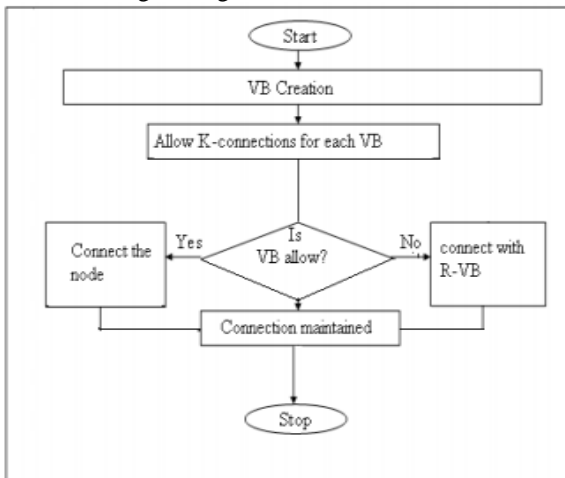 Start
VB Creation
Allow K-connections for each VB
Is
VB allow?
Yes
No
Connect the
node
connect with
R-VB
Connection maintained
Stop